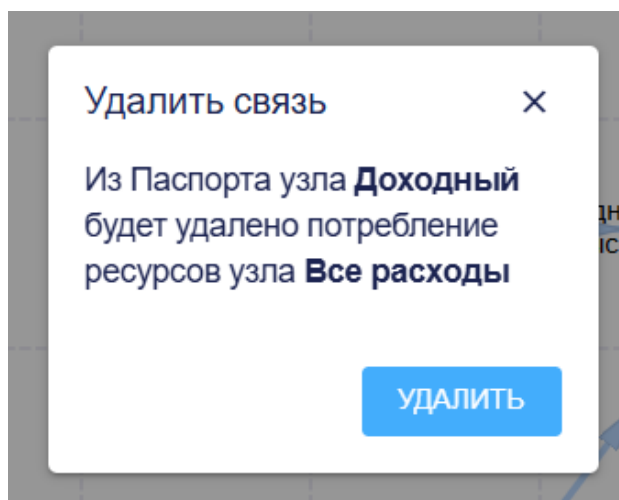 Удалить связь
Из Паспорта узла Доходный
будет удалено потребление
ресурсов узла Все расходы
УДАЛИТЬ